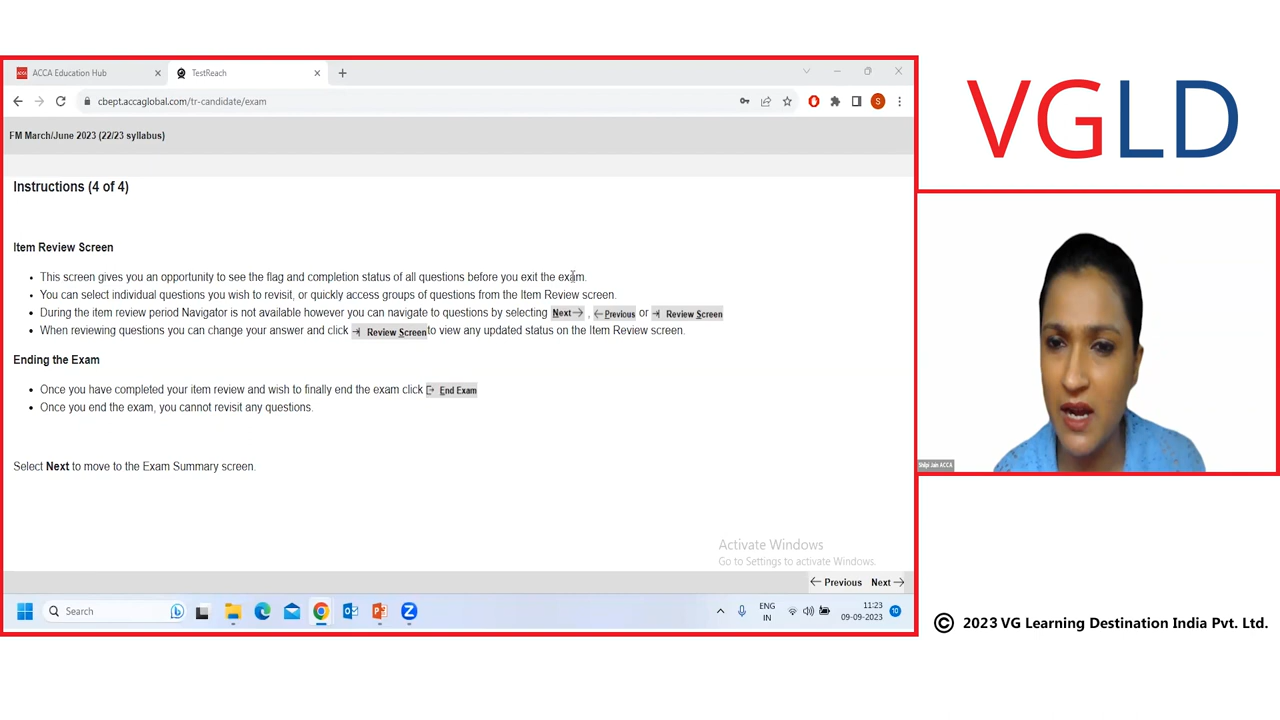 ACCA Education Hub
TestReach
cbept.accaglobal.com/tr-candidate/exam
S
FM March/June 2023 (22/23 syllabus)
Instructions (4 of 4)
Item Review Screen
• This screen gives you an opportunity to see the flag and completion status of all questions before you exit the exam.
• You can select individual questions you wish to revisit, or quickly access groups of questions from the Item Review screen.
• During the item review period Navigator is not available however you can navigate to questions by selecting Next→ , ←Previous or →| Review Screen
• When reviewing questions you can change your answer and click →| Review Screen to view any updated status on the Item Review screen.
Ending the Exam
• Once you have completed your item review and wish to finally end the exam click End Exam
• Once you end the exam, you cannot revisit any questions.
Select Next to move to the Exam Summary screen.
Activate Windows
Go to Settings to activate Windows.
← Previous Next →
Search
ENG
IN
11:23
09-09-2023
10
VGLD
Shilpi Jain ACCA
© 2023 VG Learning Destination India Pvt. Ltd.